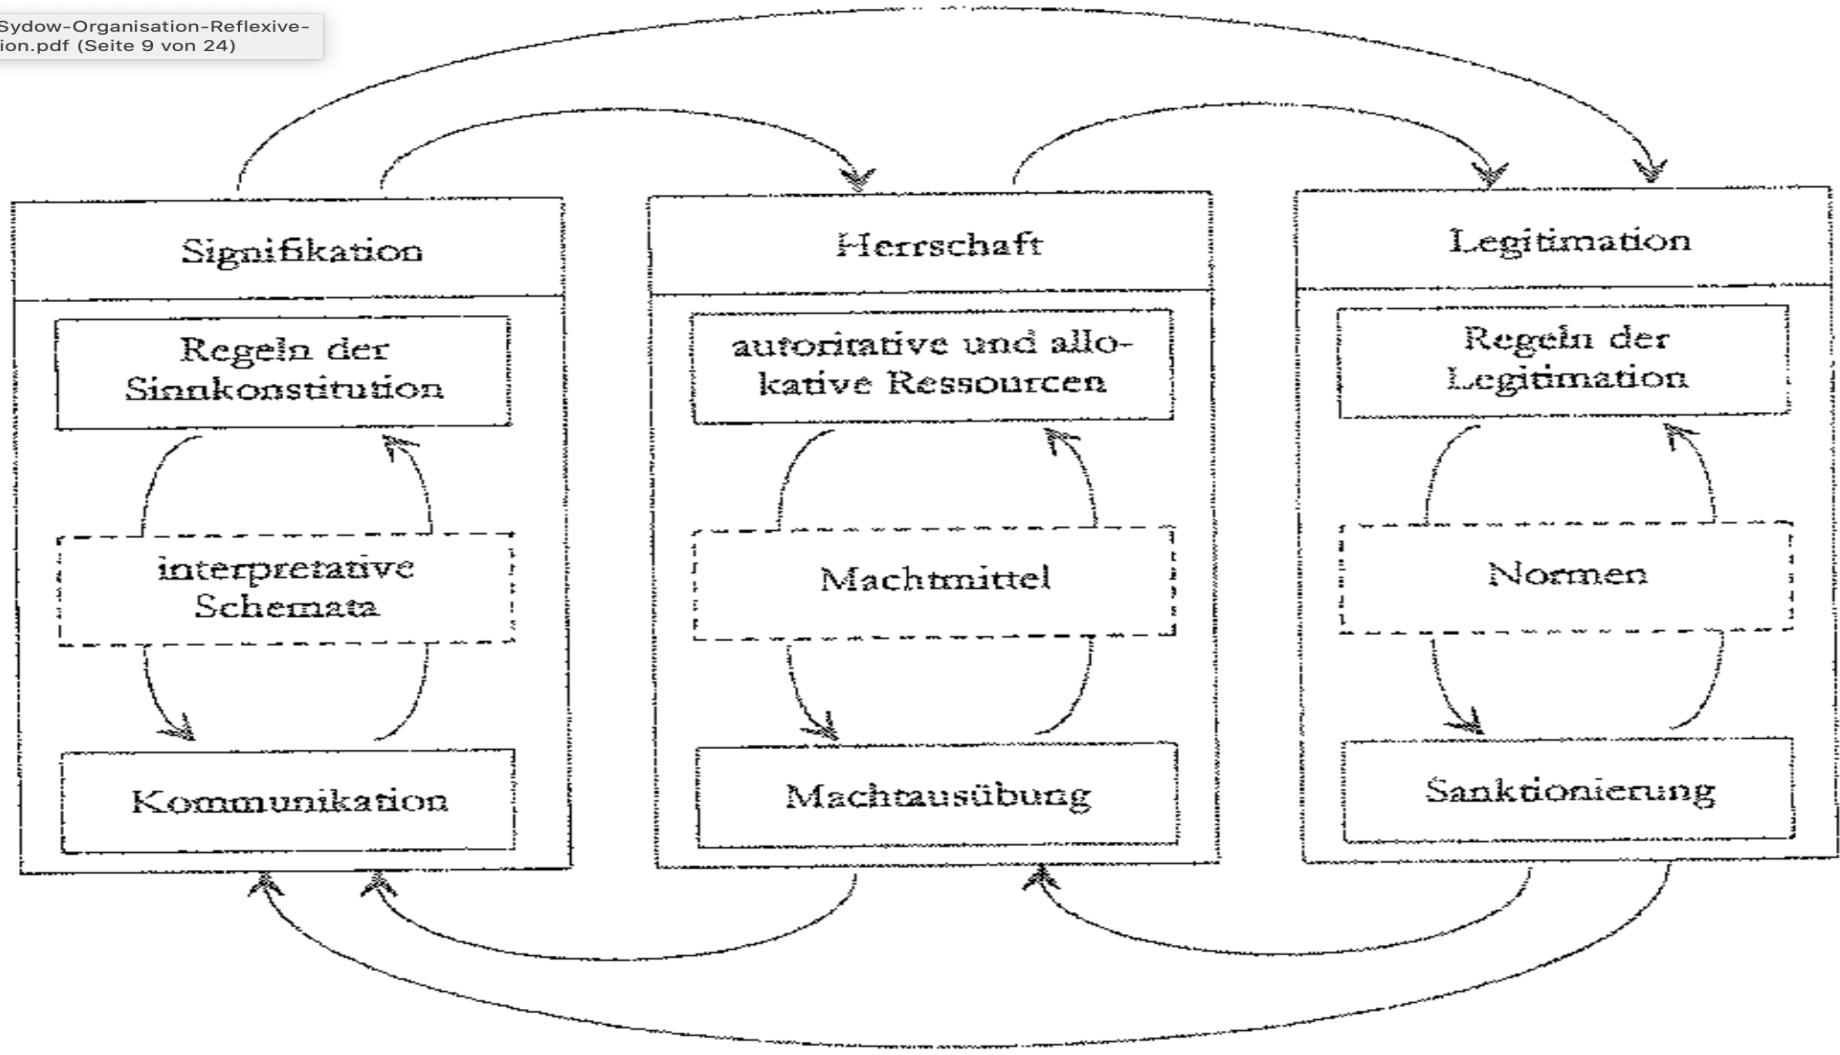 Sydow-Organisation-Reflexive-
ion.pdf (Seite 9 von 24)
Signifikation
Herrschaft
Legitimation
Regeln der
Sinnkonstitution
autoritative und allo-
kative Ressourcen
Regeln der
Legitimation
interpretative
Schemata
Machtmittel
Normen
Kommunikation
Machtausübung
Sanktionierung